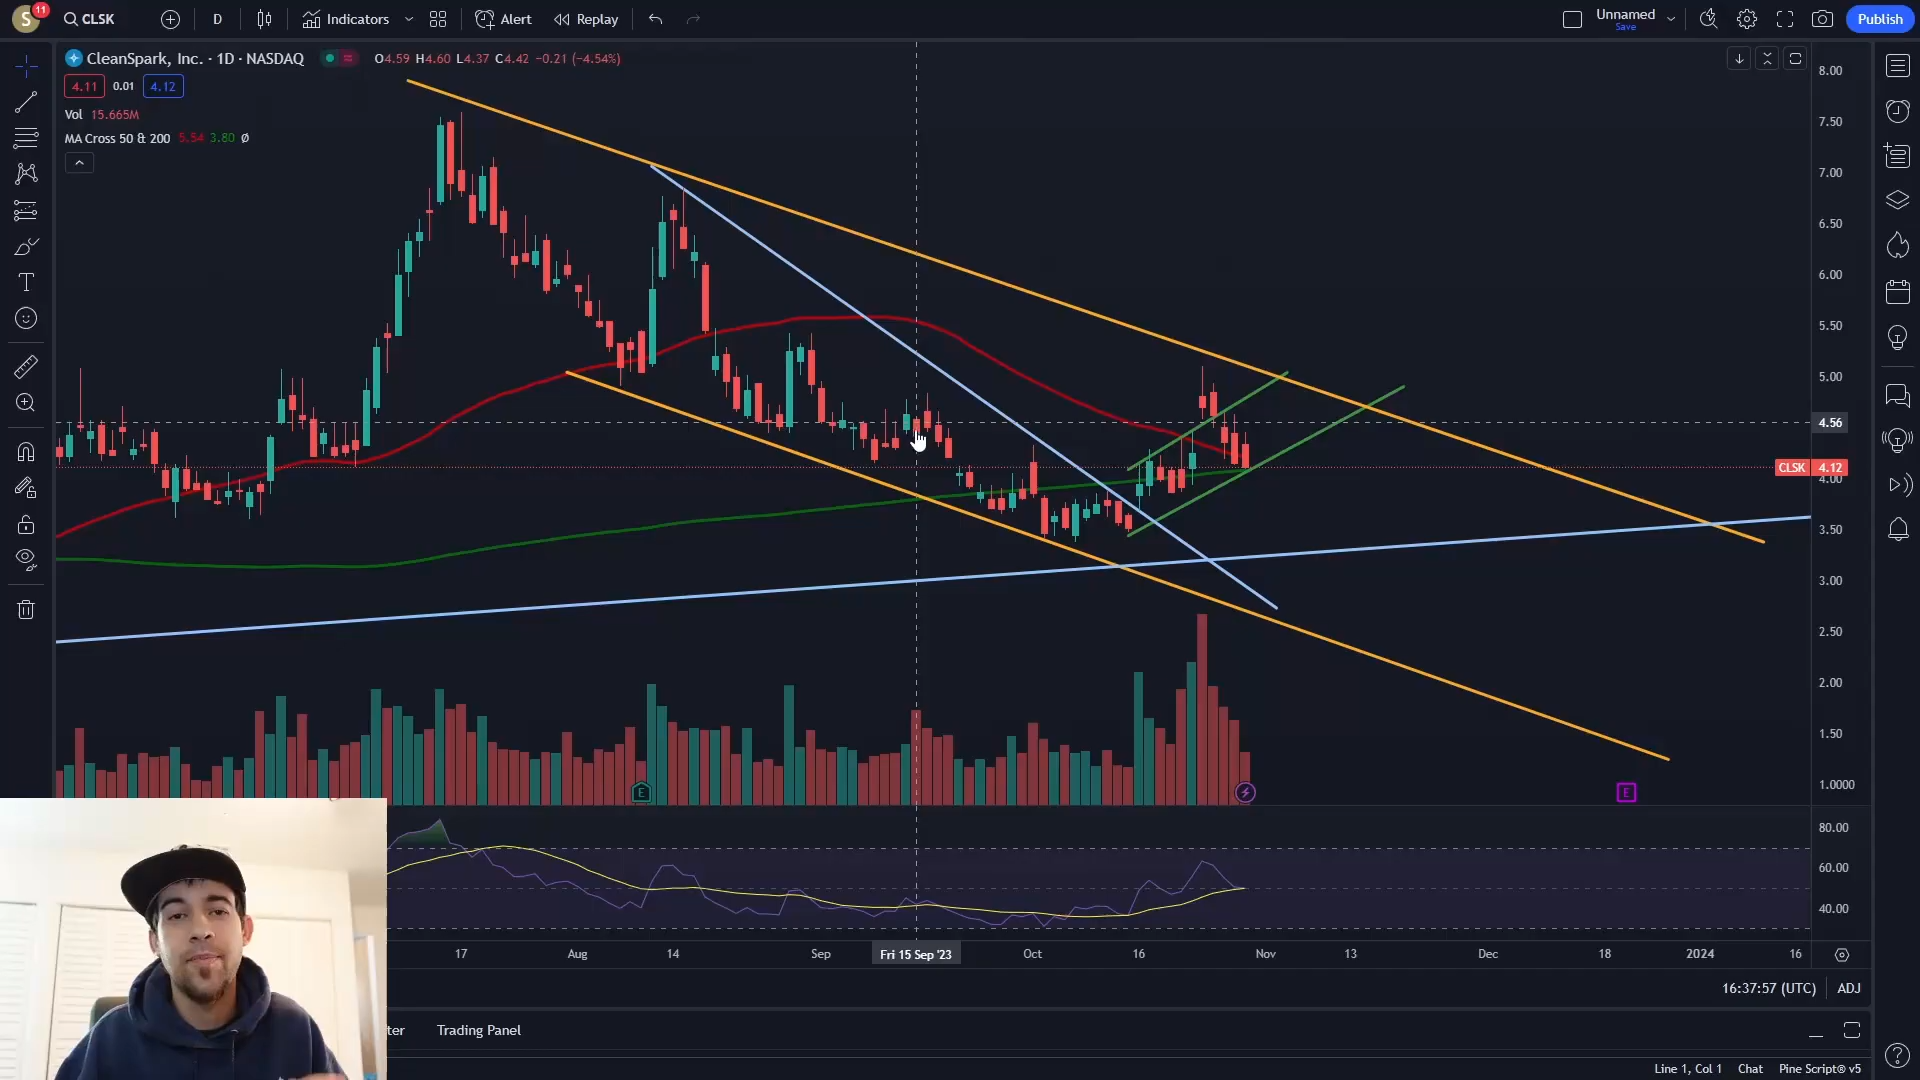 S 11 CLSK D Indicators Alert Replay Unnamed Save Publish
CleanSpark, Inc. · 1D · NASDAQ O4.59 H4.60 L4.37 C4.42 −0.21 (−4.54%)
4.11 0.01 4.12
Vol 15.665M
MA Cross 50 & 200 5.54 3.80 Ø
8.00
7.50
7.00
6.50
6.00
5.50
5.00
4.56
CLSK 4.12
4.00
3.50
3.00
2.50
2.00
1.50
1.0000
E E
80.00
60.00
40.00
17 Aug 14 Sep Fri 15 Sep '23 Oct 16 Nov 13 Dec 18 2024 16
16:37:57 (UTC) ADJ
ter Trading Panel
Line 1, Col 1 Chat Pine Script® v5